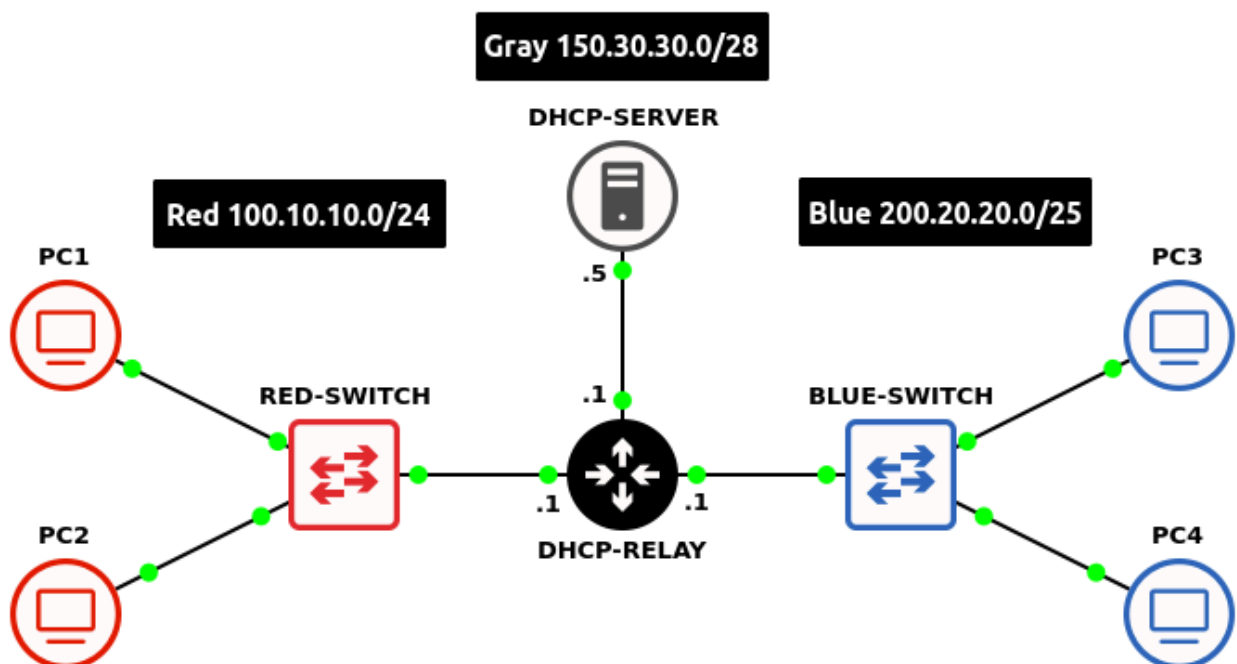 Gray 150.30.30.0/28
DHCP-SERVER
Red 100.10.10.0/24
Blue 200.20.20.0/25
PC1
PC3
.5
.1
RED-SWITCH
BLUE-SWITCH
.1
.1
PC2
DHCP-RELAY
PC4